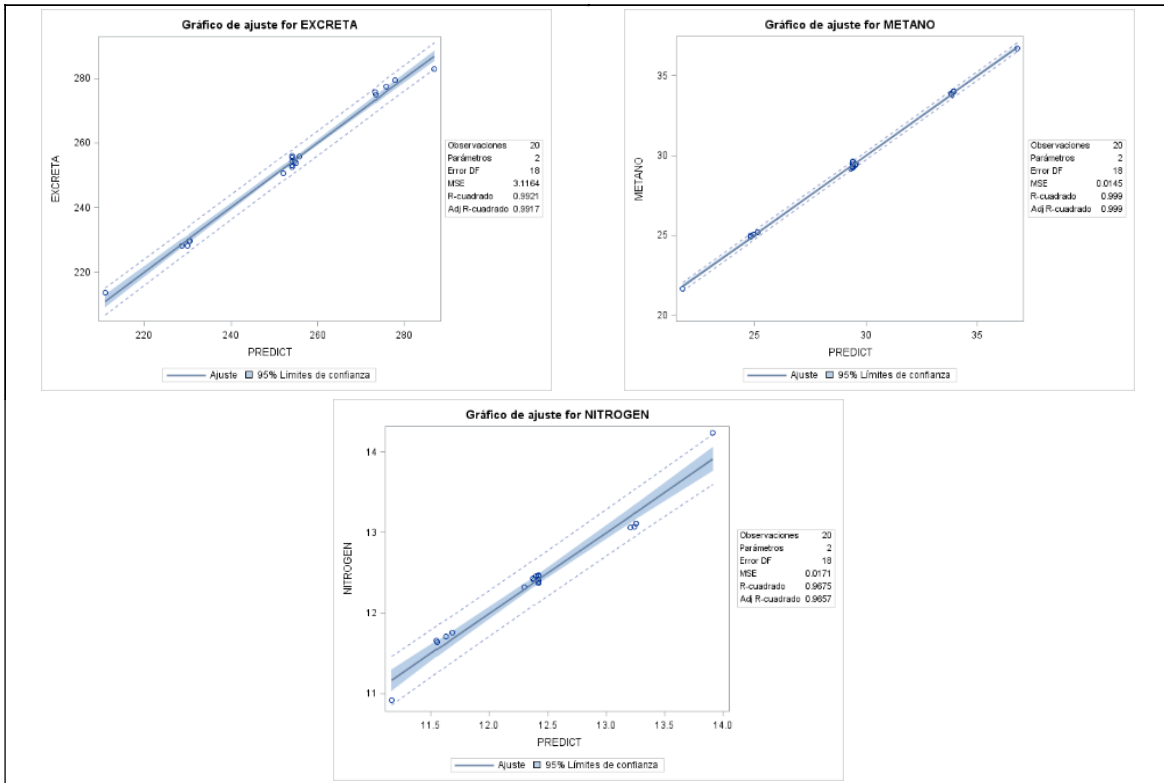 Gráfico de ajuste for EXCRETA
EXCRETA
280
260
240
220
220
240
260
280
PREDICT
Observaciones 20
Parámetros 2
Error DF 18
MSE 3.1164
R-cuadrado 0.9921
Adj R-cuadrado 0.9917
Ajuste 95% Límites de confianza
Gráfico de ajuste for METANO
METANO
35
30
25
20
25
30
35
PREDICT
Observaciones 20
Parámetros 2
Error DF 18
MSE 0.0145
R-cuadrado 0.999
Adj R-cuadrado 0.999
Ajuste 95% Límites de confianza
Gráfico de ajuste for NITROGEN
NITROGEN
14
13
12
11
11.5
12.0
12.5
13.0
13.5
14.0
PREDICT
Observaciones 20
Parámetros 2
Error DF 18
MSE 0.0171
R-cuadrado 0.9675
Adj R-cuadrado 0.9657
Ajuste 95% Límites de confianza